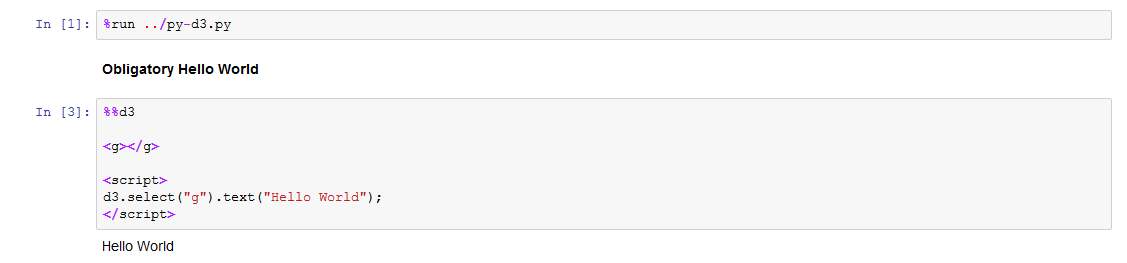 In [1]: %run ../py-d3.py
Obligatory Hello World
In [3]: %%d3
<g></g>
<script>
d3.select("g").text("Hello World");
</script>
Hello World